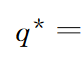 q* =